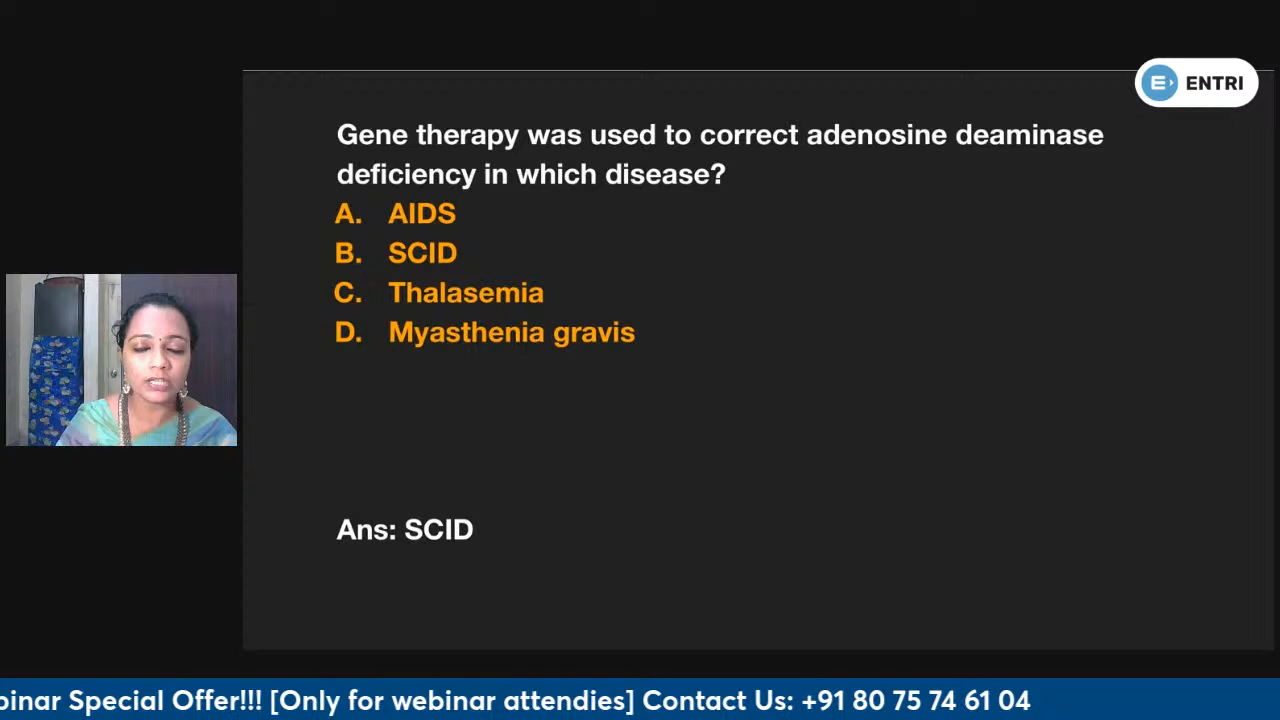 ENTRI
Gene therapy was used to correct adenosine deaminase
deficiency in which disease?
A. AIDS
B. SCID
C. Thalasemia
D. Myasthenia gravis
Ans: SCID
binar Special Offer!!! [Only for webinar attendies] Contact Us: +91 80 75 74 61 04